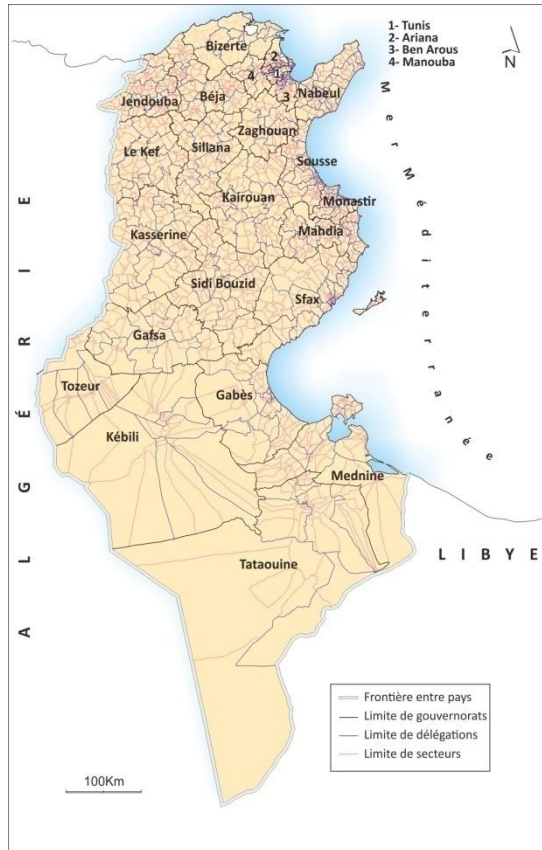 1- Tunis
2- Ariana
3- Ben Arous
4- Manouba
N
Bizerte
2
1
4
3
Nabeul
Jendouba
Béja
Zaghouan
Le Kef
Siliana
Sousse
Kairouan
Monastir
Mahdia
Kasserine
Sidi Bouzid
Sfax
Gafsa
Tozeur
Gabès
Kébili
Mednine
Tataouine
ALGÉRIE
Mer Méditerranée
LIBYE
Frontière entre pays
Limite de gouvernorats
Limite de délégations
Limite de secteurs
100Km